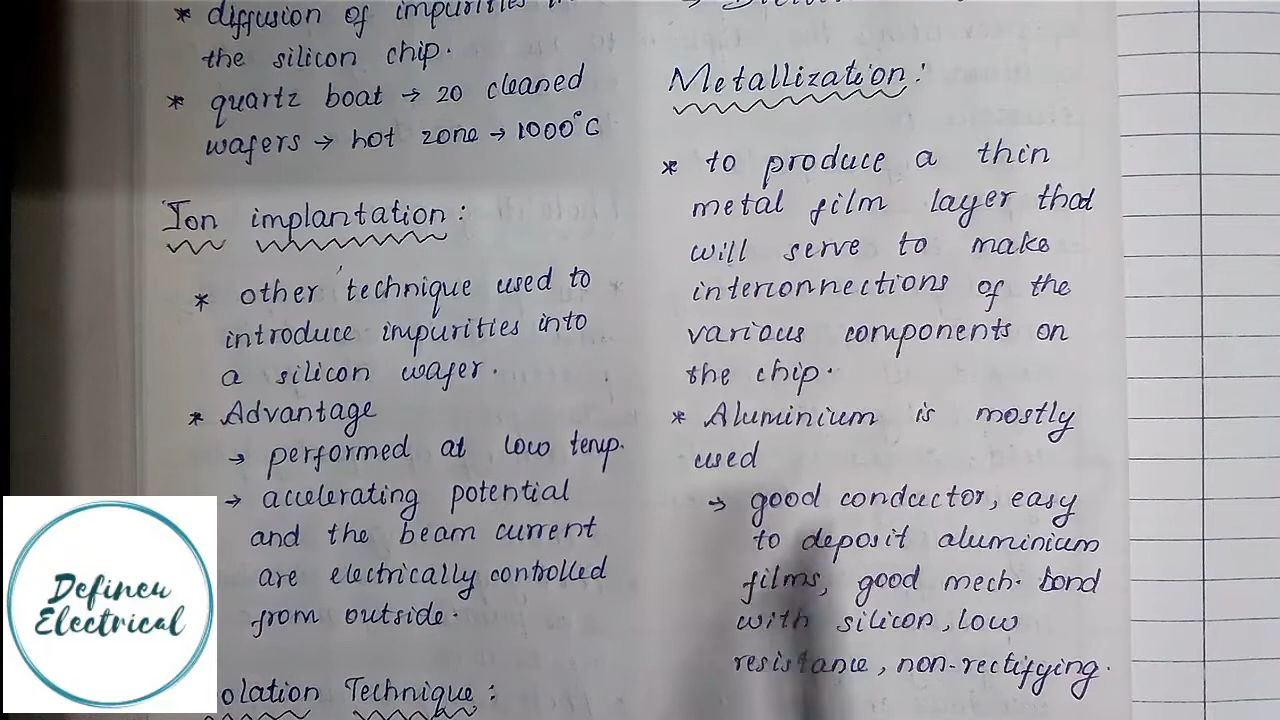 * diffusion of impurities
the silicon chip.
* quartz boat → 20 cleaned
wafers → hot zone → 1000°C
Ion implantation:
* other technique used to
introduce impurities into
a silicon wafer.
* Advantage
→ performed at low temp.
→ accelerating potential
and the beam current
are electrically controlled
from outside.
olation Technique:
Metallization:
* to produce a thin
metal film layer that
will serve to make
interconnections of the
various components on
the chip.
* Aluminium is mostly
used
→ good conductor, easy
to deposit aluminium
films, good mech. bond
with silicon, low
resistance, non-rectifying.
Defineu
Electrical